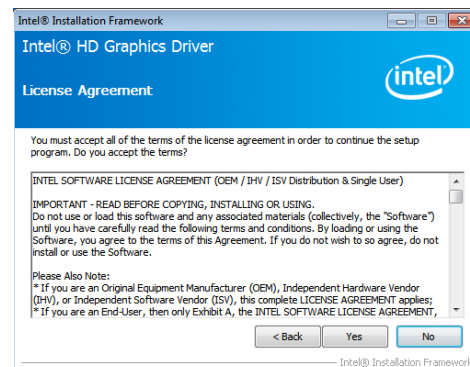 Intel® Installation Framework
Intel® HD Graphics Driver
License Agreement
intel
You must accept all of the terms of the license agreement in order to continue the setup
program. Do you accept the terms?
INTEL SOFTWARE LICENSE AGREEMENT (OEM / IHV / ISV Distribution & Single User)
IMPORTANT - READ BEFORE COPYING, INSTALLING OR USING.
Do not use or load this software and any associated materials (collectively, the "Software")
until you have carefully read the following terms and conditions. By loading or using the
Software, you agree to the terms of this Agreement. If you do not wish to so agree, do not
install or use the Software.
Please Also Note:
* If you are an Original Equipment Manufacturer (OEM), Independent Hardware Vendor
(IHV), or Independent Software Vendor (ISV), this complete LICENSE AGREEMENT applies;
* If you are an End-User, then only Exhibit A, the INTEL SOFTWARE LICENSE AGREEMENT,
< Back Yes No
Intel® Installation Framework